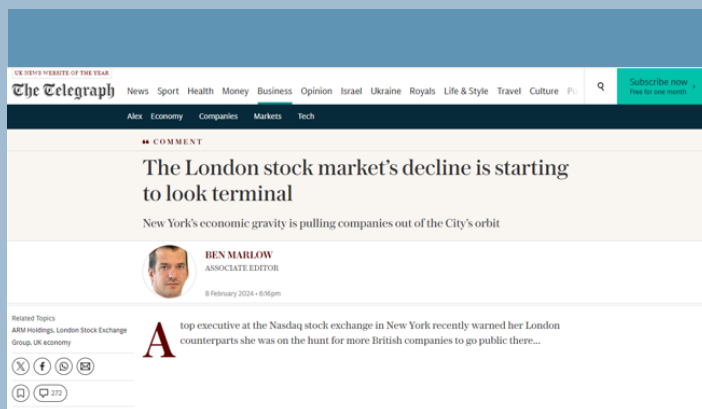 UK NEWS WEBSITE OF THE YEAR
The Telegraph
News Sport Health Money Business Opinion Israel Ukraine Royals Life & Style Travel Culture
Subscribe now
Free for one month
Alex Economy Companies Markets Tech
COMMENT
The London stock market's decline is starting
to look terminal
New York's economic gravity is pulling companies out of the City's orbit
BEN MARLOW
ASSOCIATE EDITOR
8 February 2024 • 6:16pm
Related Topics
ARM Holdings, London Stock Exchange
Group, UK economy
A top executive at the Nasdaq stock exchange in New York recently warned her London
counterparts she was on the hunt for more British companies to go public there...
272